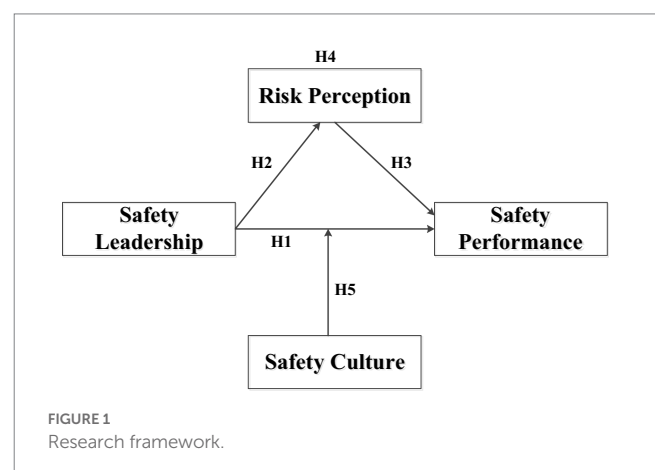 H4
Risk Perception
H2
H3
Safety
Leadership
H1
Safety
Performance
H5
Safety Culture
FIGURE 1
Research framework.